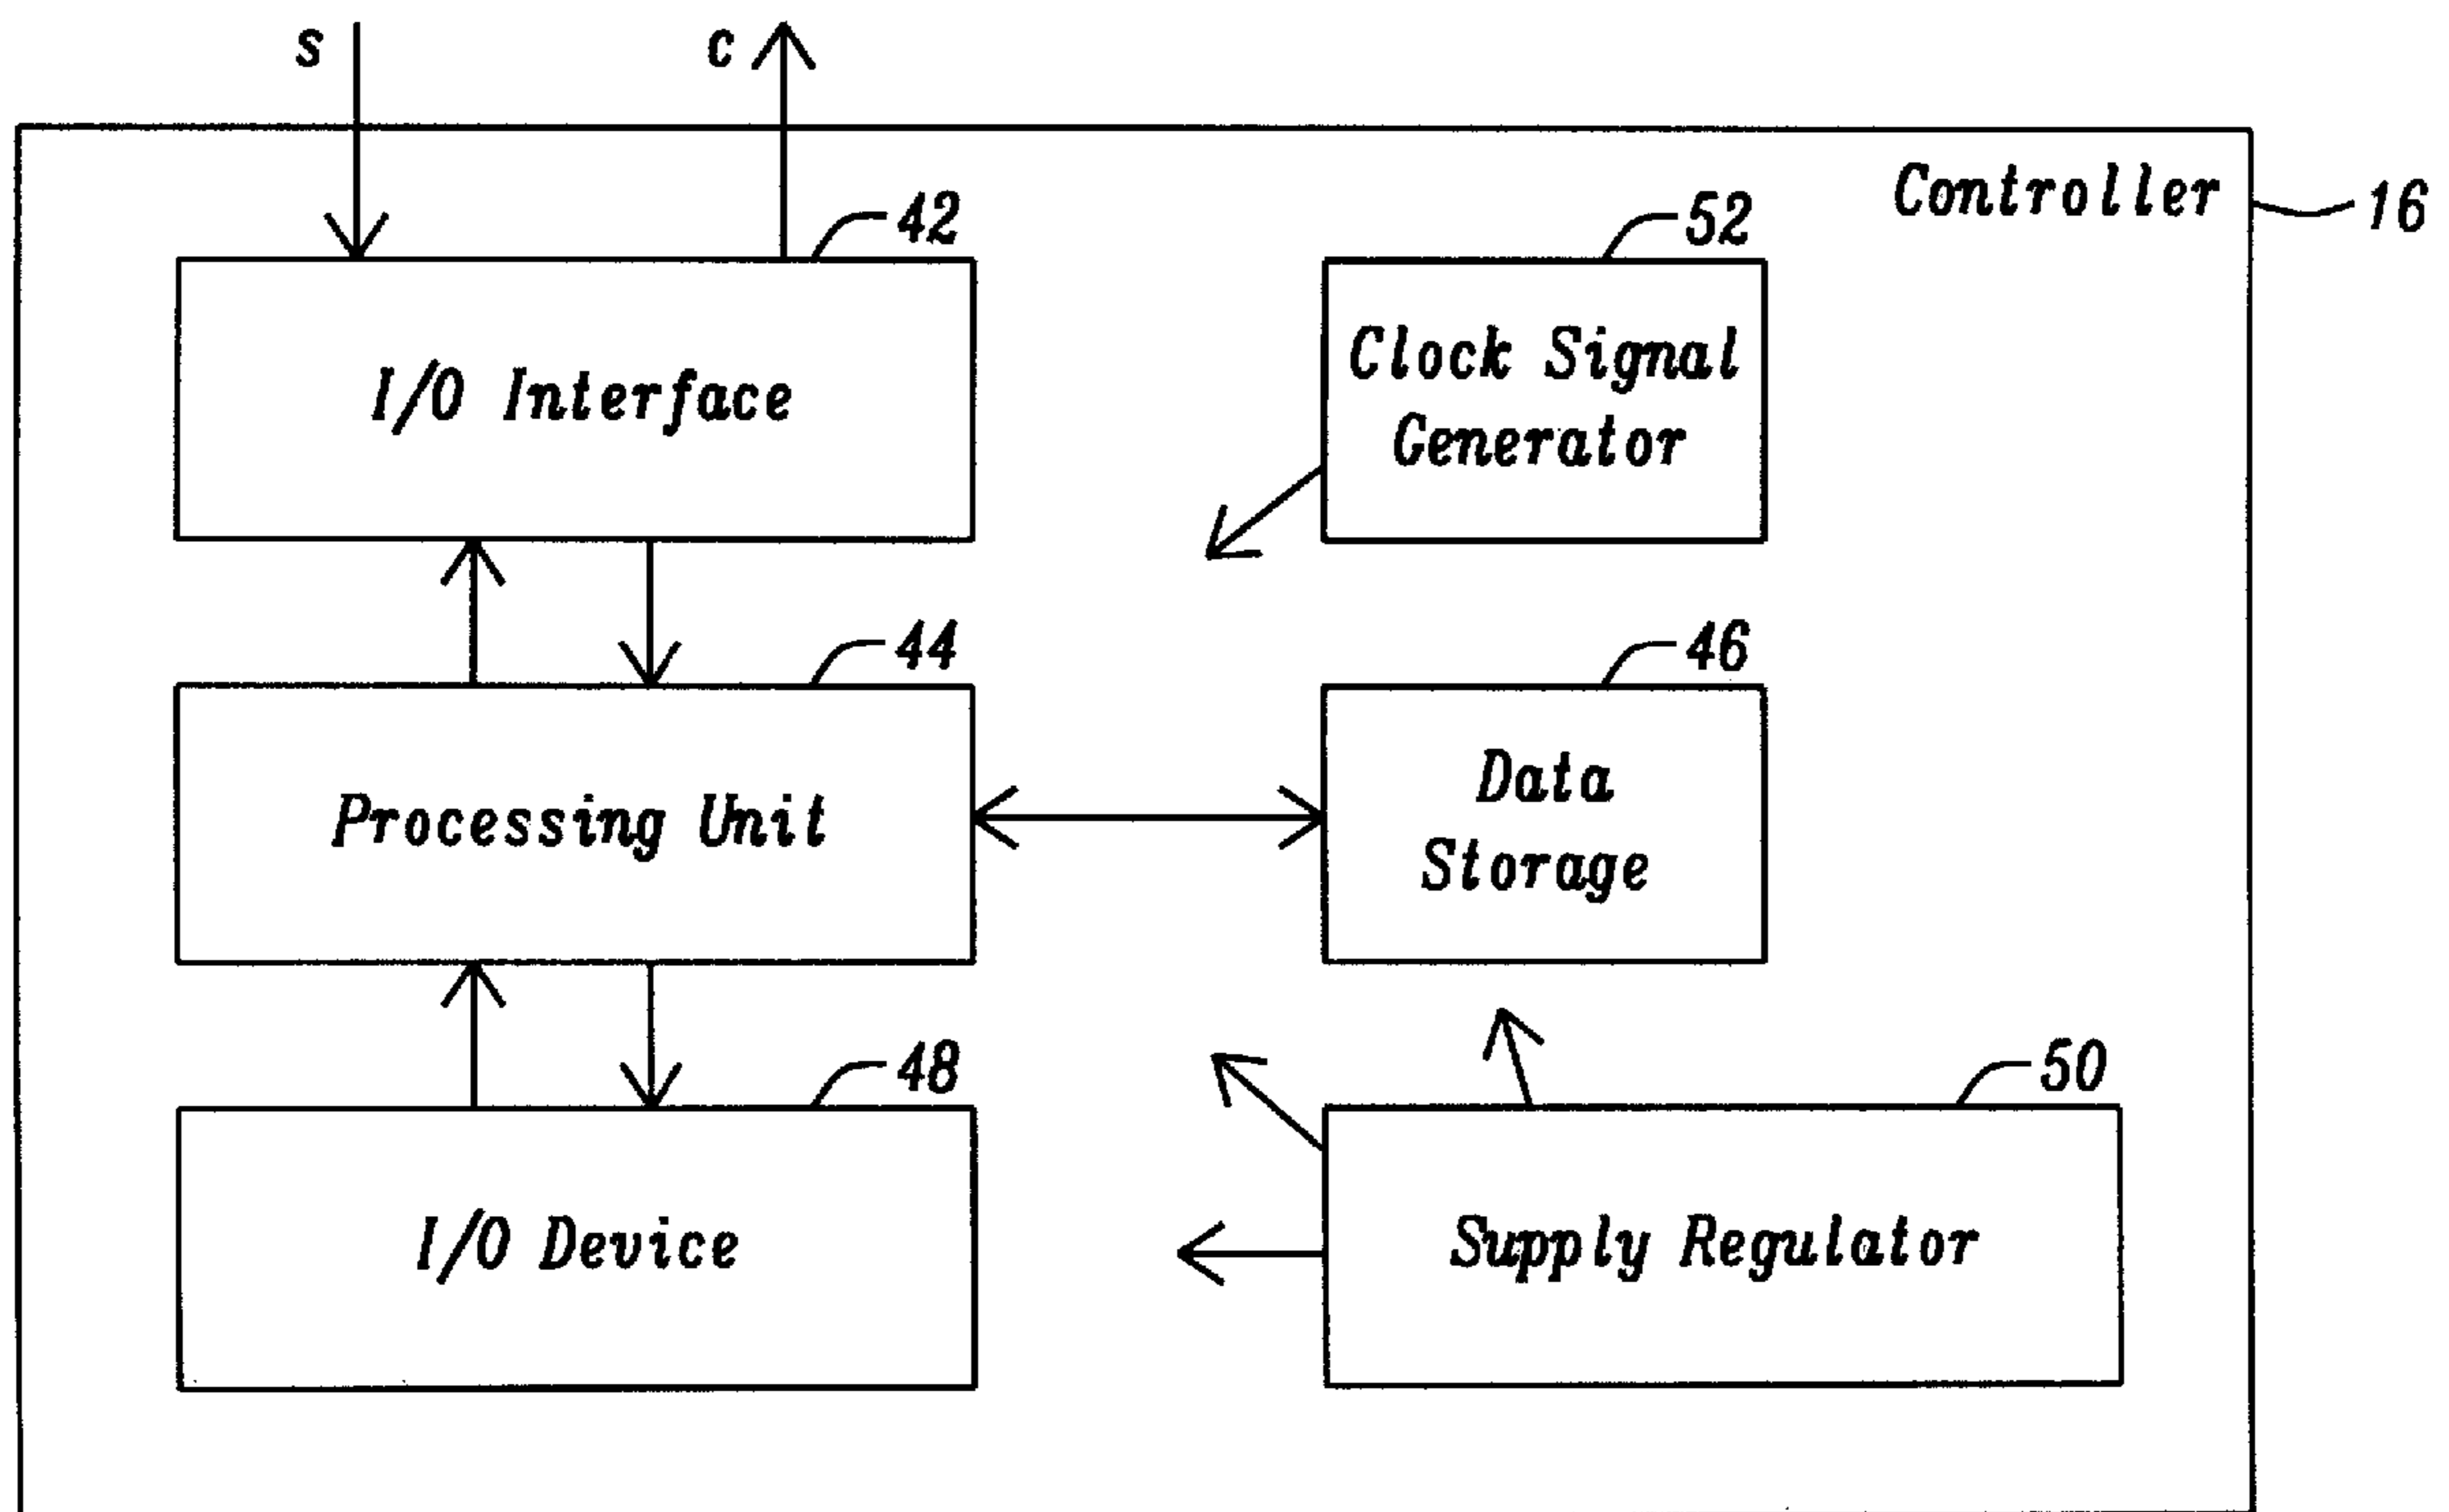 s
c
Controller
16
42
52
I/O Interface
Clock Signal
Generator
44
46
Processing Unit
Data
Storage
48
50
I/O Device
Supply Regulator